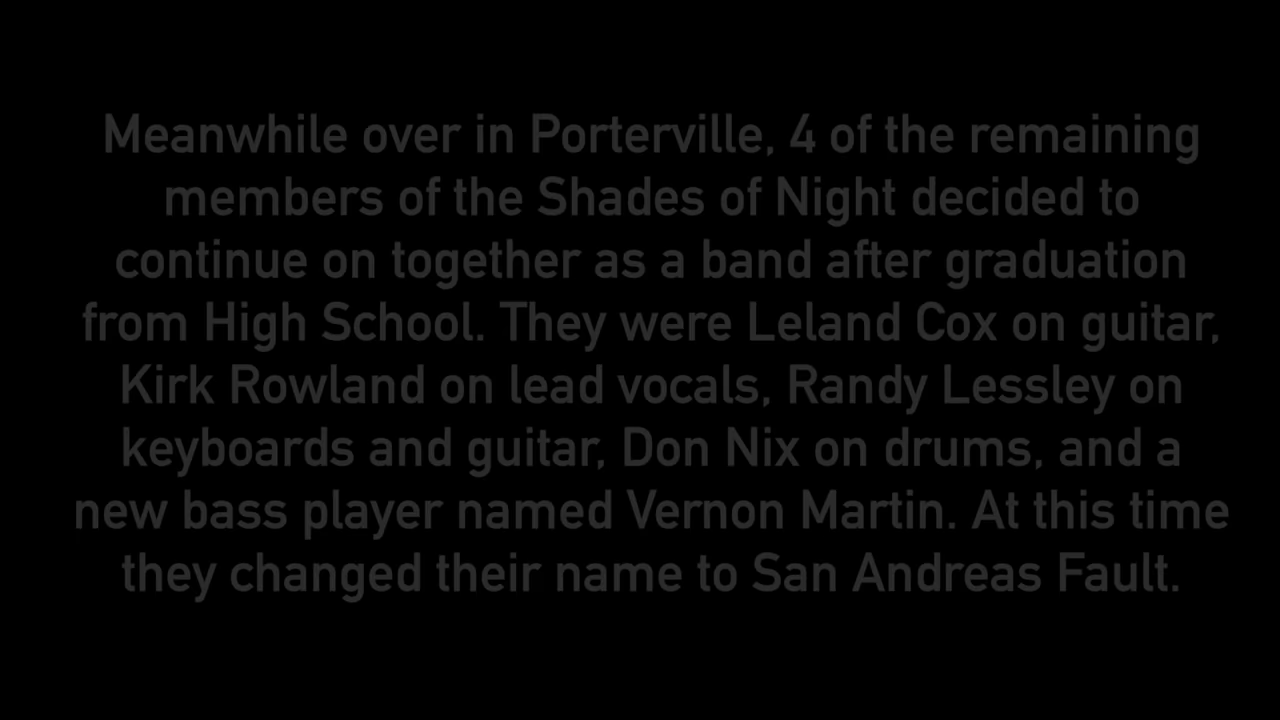 Meanwhile over in Porterville, 4 of the remaining
members of the Shades of Night decided to
continue on together as a band after graduation
from High School. They were Leland Cox on guitar,
Kirk Rowland on lead vocals, Randy Lessley on
keyboards and guitar, Don Nix on drums, and a
new bass player named Vernon Martin. At this time
they changed their name to San Andreas Fault.